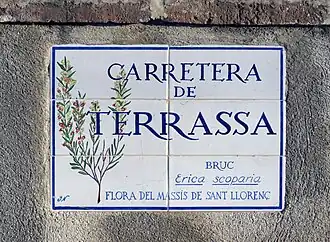 CARRETERA
DE
TERRASSA
BRUC
Erica scoparia
FLORA DEL MASSÍS DE SANT LLORENÇ